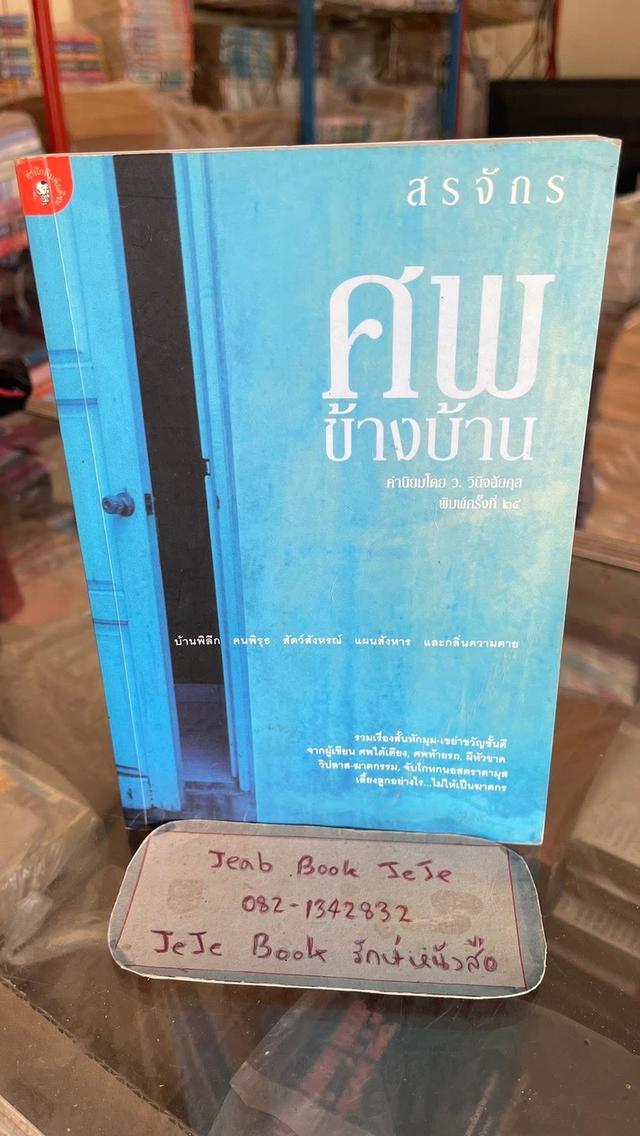 สรจักร
ศพ
ข้างบ้าน
คำนิยมโดย ว. วินิจฉัยกุล
พิมพ์ครั้งที่ ๒๕
บ้านพิลึก คนพิรุธ สัตว์สังหรณ์ แผนสังหาร และกลิ่นความตาย
รวมเรื่องสั้นหักมุม-เขย่าขวัญชั้นดี
จากผู้เขียน ศพใต้เตียง, ศพท้ายรถ, ผีหัวขาด
วิปลาส-ฆาตกรรม, จับโกหกนอสตราดามุส
เลี้ยงลูกอย่างไร...ไม่ให้เป็นฆาตกร
Jeab Book JeJe
082-1342832
JeJe Book รักษ์หนังสือ